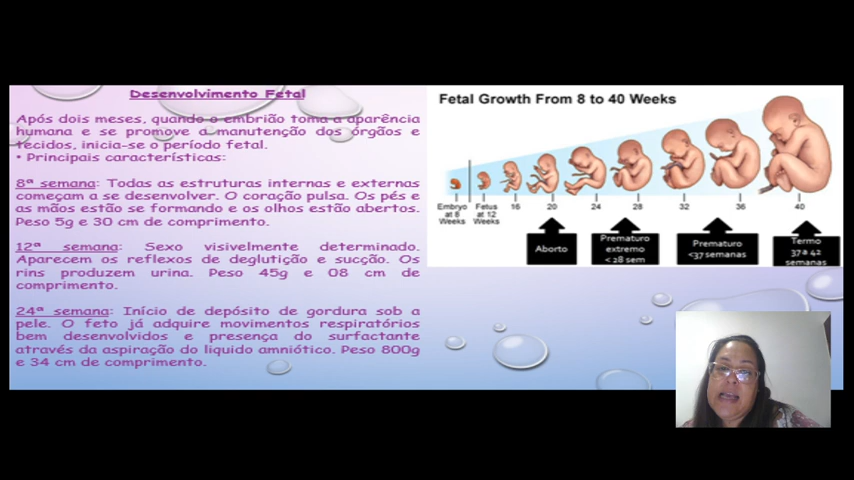 Desenvolvimento Fetal
Após dois meses, quando o embrião toma a aparência
humana e se promove a manutenção dos órgãos e
tecidos, inicia-se o período fetal.
• Principais características:
8ª semana: Todas as estruturas internas e externas
começam a se desenvolver. O coração pulsa. Os pés e
as mãos estão se formando e os olhos estão abertos.
Peso 5g e 30 cm de comprimento.
12ª semana: Sexo visivelmente determinado.
Aparecem os reflexos de deglutição e sucção. Os
rins produzem urina. Peso 45g e 08 cm de
comprimento.
24ª semana: Início de depósito de gordura sob a
pele. O feto já adquire movimentos respiratórios
bem desenvolvidos e presença do surfactante
através da aspiração do liquido amniótico. Peso 800g
e 34 cm de comprimento.
Fetal Growth From 8 to 40 Weeks
Embryo at 8 Weeks
Fetus at 12 Weeks
16 20 24 28 32 36 40
Aborto
Prematuro
extremo
< 28 sem
Prematuro
<37 semanas
Termo
37 a 42
semanas